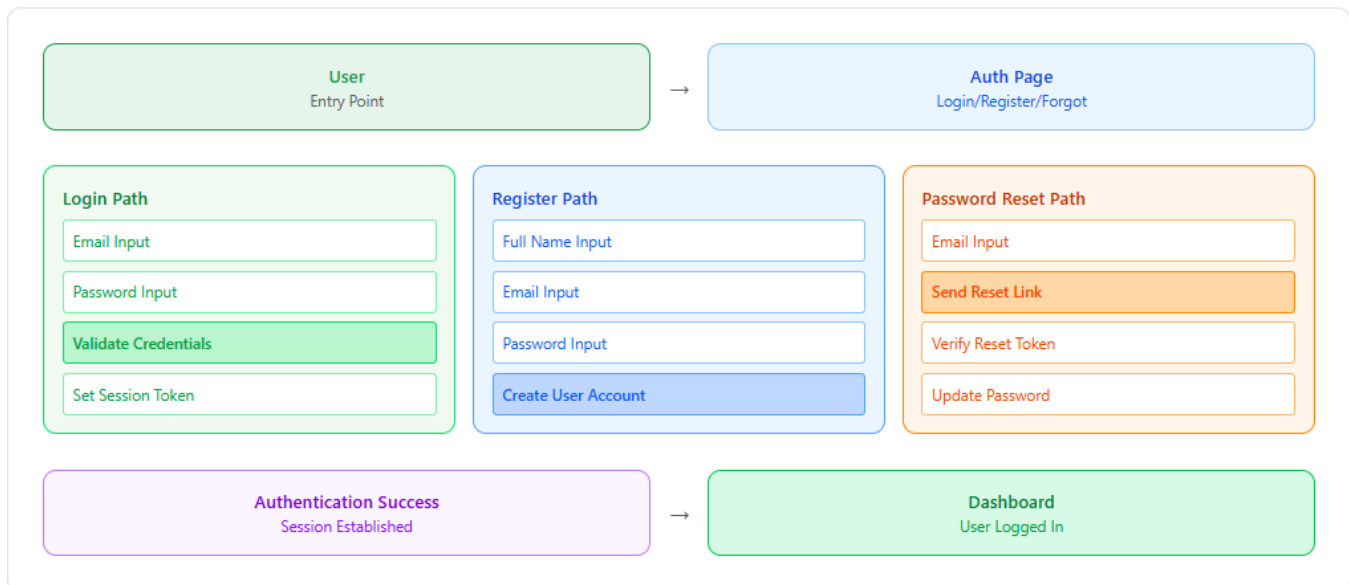 User
Entry Point
→
Auth Page
Login/Register/Forgot
Login Path
Email Input
Password Input
Validate Credentials
Set Session Token
Register Path
Full Name Input
Email Input
Password Input
Create User Account
Password Reset Path
Email Input
Send Reset Link
Verify Reset Token
Update Password
Authentication Success
Session Established
→
Dashboard
User Logged In